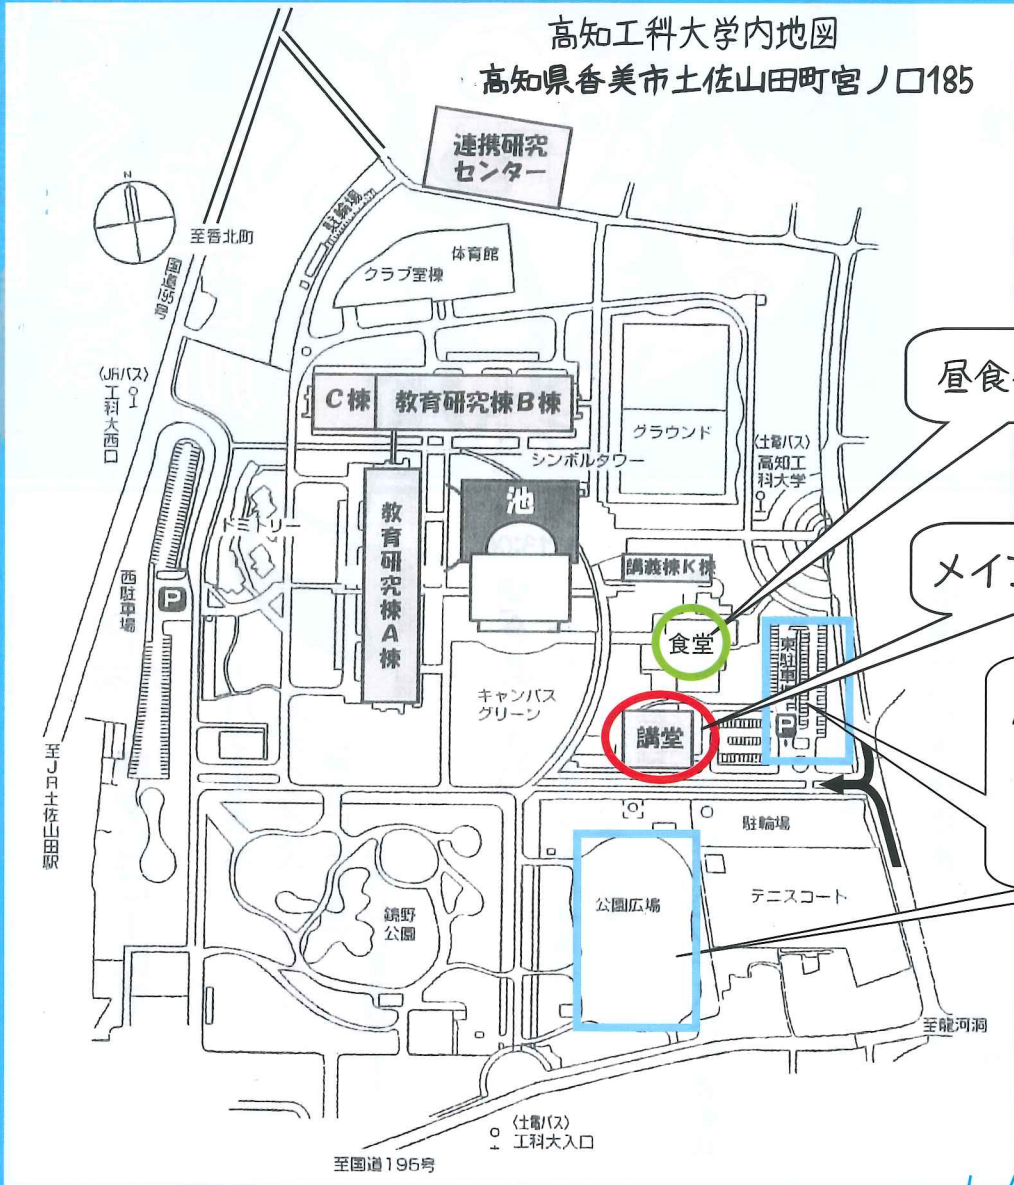 高知工科大学内地図
高知県香美市土佐山田町宮ノ口185
連携研究
センター
N
駐輪場
至香北町
体育館
クラブ室棟
国道195号
〈JRバス〉
工科大西口
C棟
教育研究棟B棟
昼食
グラウンド
シンボルタワー
〈土電バス〉
高知工
科大学
池
ドミトリー
教育研究棟A棟
講義棟K棟
メイ
西駐車場
P
食堂
東駐車場
キャンパス
グリーン
講堂
P
至JR土佐山田駅
駐輪場
鏡野
公園
公園広場
テニスコート
至龍河洞
〈土電バス〉
工科大入口
至国道195号